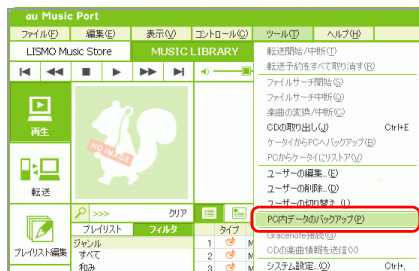 au Music Port
ファイル(F) 編集(E) 表示(V) コントロール(C) ツール(T) ヘルプ(H)
LISMO Music Store MUSIC LIBRARY
転送開始/中断(T)
転送予約をすべて取り消す(R)
ファイルサーチ開始(S)
ファイルサーチ中断(Q)
楽曲の変換/中断(C)
CDの取り出し(J) Ctrl+E
ケータイからPCへバックアップ(B)
PCからケータイにリストア(V)
ユーザーの編集...(E)
ユーザーの削除...(D)
ユーザーの切り替え...(U)
PC内データのバックアップ(P)
Gracenote接続(G)
CDの楽曲情報を送信(X)
システム設定...(O) Ctrl+,
再生
転送
プレイリスト編集
NO IMAGE
>>> クリア
プレイリスト フィルタ タイプ
ジャンル
すべて
和み
1 M
2 M
3 M